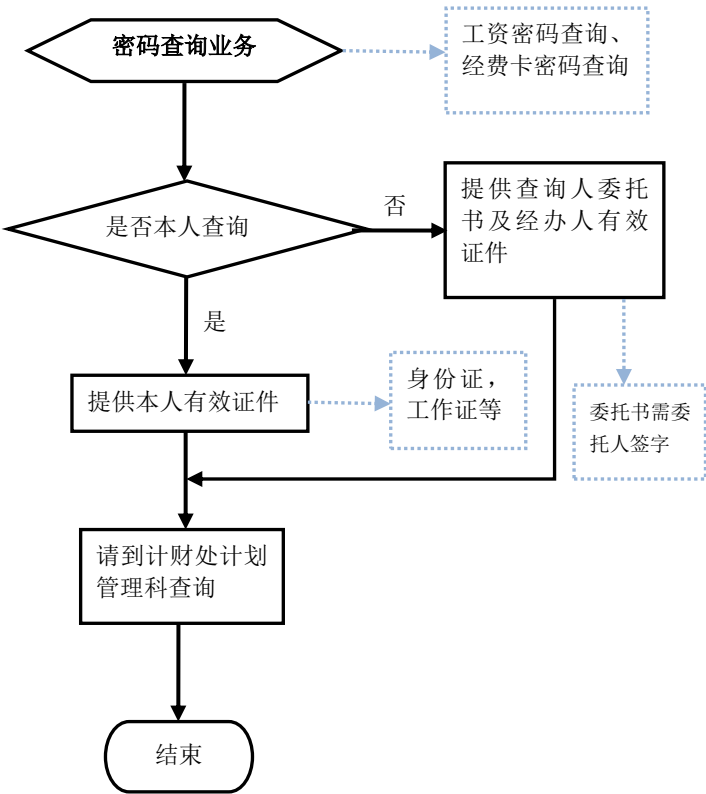 密码查询业务
工资密码查询、
经费卡密码查询
是否本人查询
否
提供查询人委托
书及经办人有效
证件
是
提供本人有效证件
身份证，
工作证等
委托书需委
托人签字
请到计财处计划
管理科查询
结束